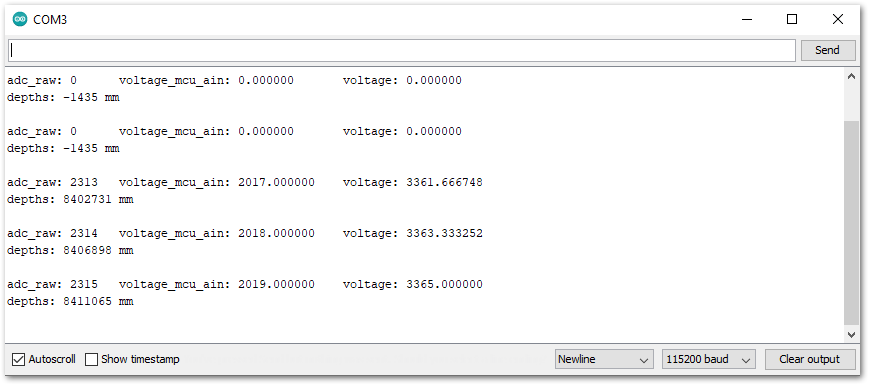 COM3
Send
adc_raw: 0 voltage_mcu_ain: 0.000000 voltage: 0.000000
depths: -1435 mm
adc_raw: 0 voltage_mcu_ain: 0.000000 voltage: 0.000000
depths: -1435 mm
adc_raw: 2313 voltage_mcu_ain: 2017.000000 voltage: 3361.666748
depths: 8402731 mm
adc_raw: 2314 voltage_mcu_ain: 2018.000000 voltage: 3363.333252
depths: 8406898 mm
adc_raw: 2315 voltage_mcu_ain: 2019.000000 voltage: 3365.000000
depths: 8411065 mm
Autoscroll Show timestamp Newline 115200 baud Clear output